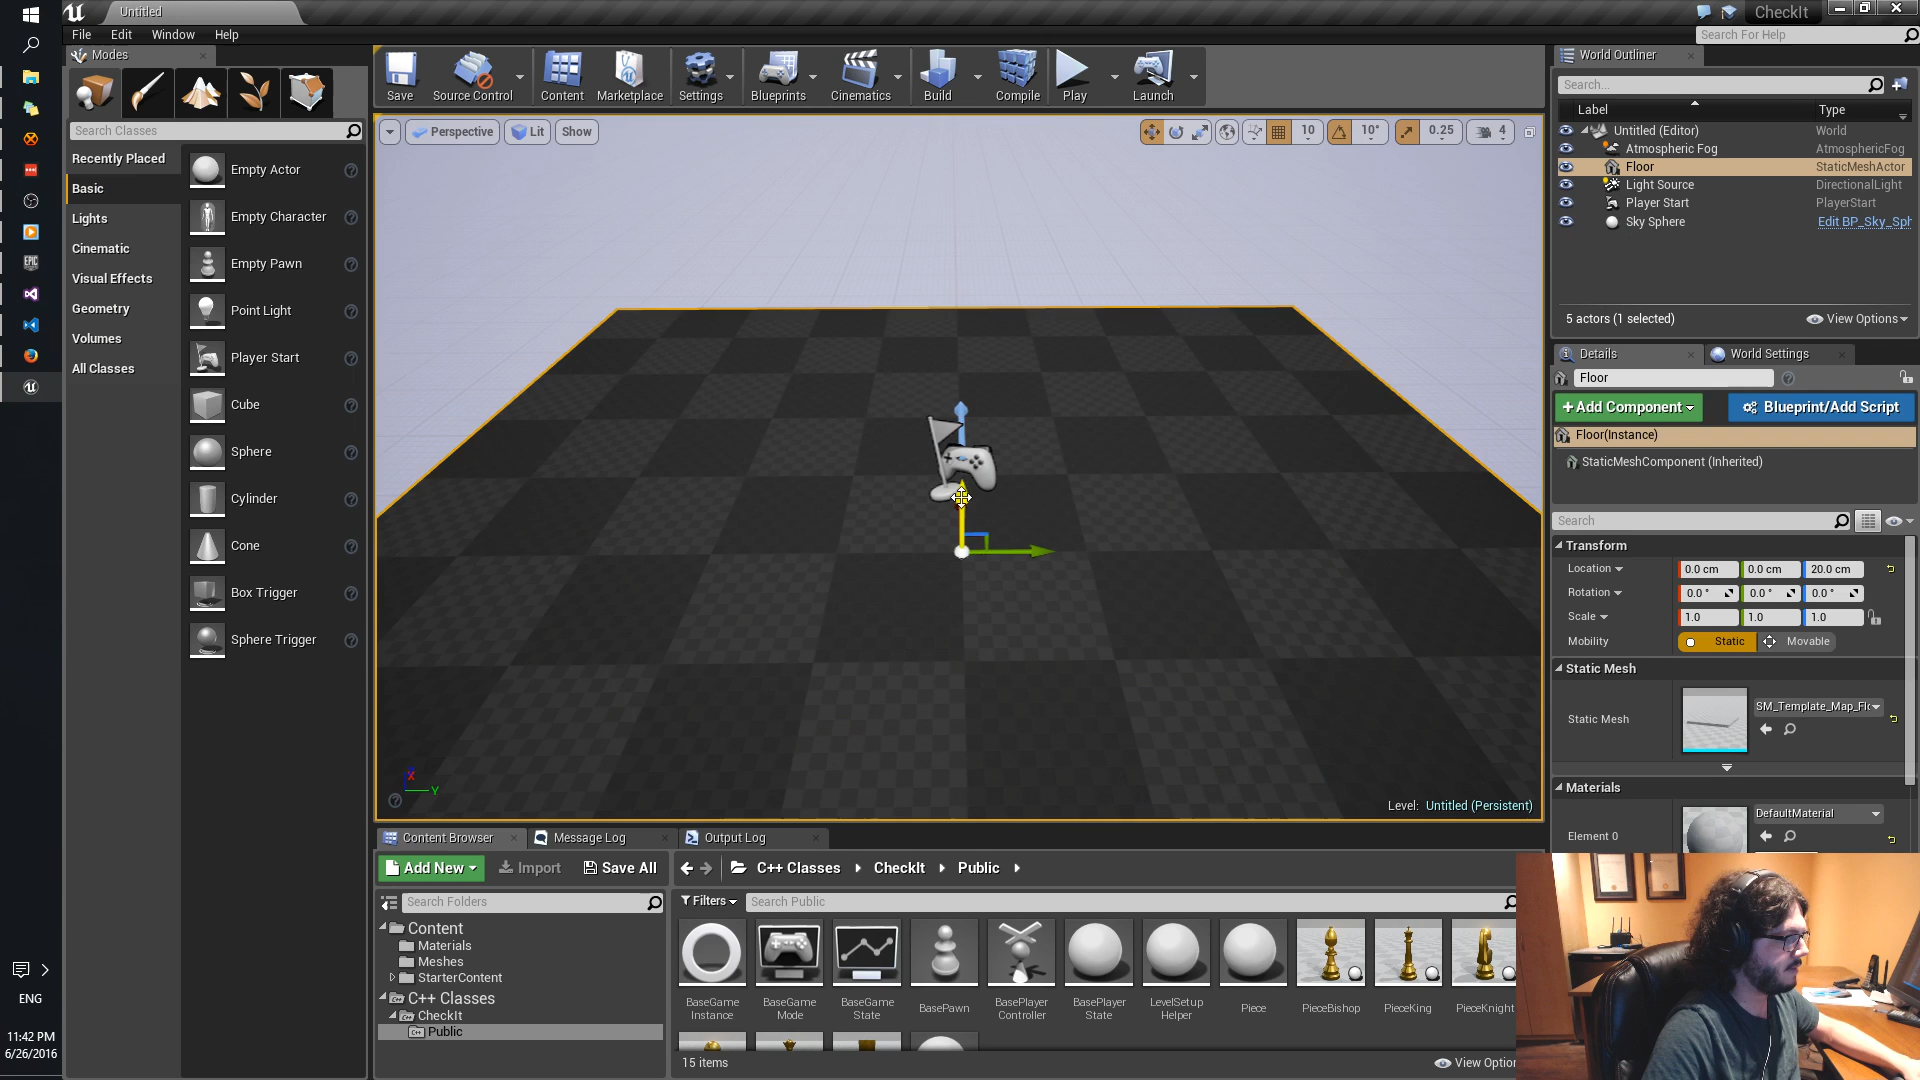 Untitled
CheckIt
File Edit Window Help
Search For Help
Modes
Search Classes
Recently Placed
Basic
Lights
Cinematic
Visual Effects
Geometry
Volumes
All Classes
Empty Actor
Empty Character
Empty Pawn
Point Light
Player Start
Cube
Sphere
Cylinder
Cone
Box Trigger
Sphere Trigger
Save Source Control Content Marketplace Settings Blueprints Cinematics Build Compile Play Launch
Perspective Lit Show
10 10° 0.25 4
X
Y
Level: Untitled (Persistent)
World Outliner
Search...
Label Type
Untitled (Editor) World
Atmospheric Fog AtmosphericFog
Floor StaticMeshActor
Light Source DirectionalLight
Player Start PlayerStart
Sky Sphere Edit BP_Sky_Sph
5 actors (1 selected) View Options
Details World Settings
Floor
+Add Component Blueprint/Add Script
Floor(Instance)
StaticMeshComponent (Inherited)
Search
Transform
Location 0.0 cm 0.0 cm 20.0 cm
Rotation 0.0 ° 0.0 ° 0.0 °
Scale 1.0 1.0 1.0
Mobility Static Movable
Static Mesh
Static Mesh SM_Template_Map_Flo
Materials
Element 0 DefaultMaterial
Content Browser Message Log Output Log
Add New Import Save All C++ Classes CheckIt Public
Search Folders
Filters Search Public
Content
Materials
Meshes
StarterContent
C++ Classes
CheckIt
Public
BaseGame Instance
BaseGame Mode
BaseGame State
BasePawn
BasePlayer Controller
BasePlayer State
LevelSetup Helper
Piece
PieceBishop
PieceKing
PieceKnight
15 items View Option
EPIC
ENG
11:42 PM
6/26/2016